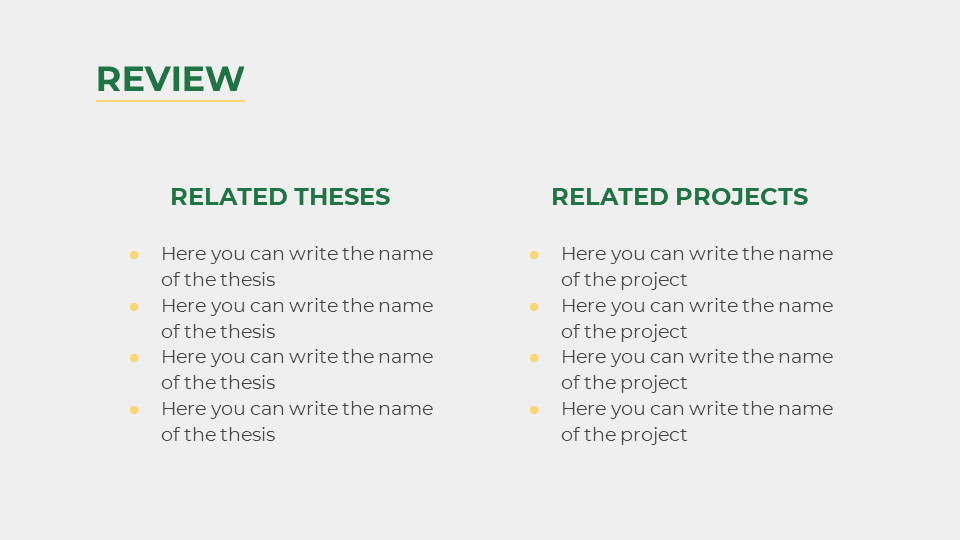 REVIEW
RELATED THESES
Here you can write the name
of the thesis
Here you can write the name
of the thesis
Here you can write the name
of the thesis
Here you can write the name
of the thesis
RELATED PROJECTS
Here you can write the name
of the project
Here you can write the name
of the project
Here you can write the name
of the project
Here you can write the name
of the project